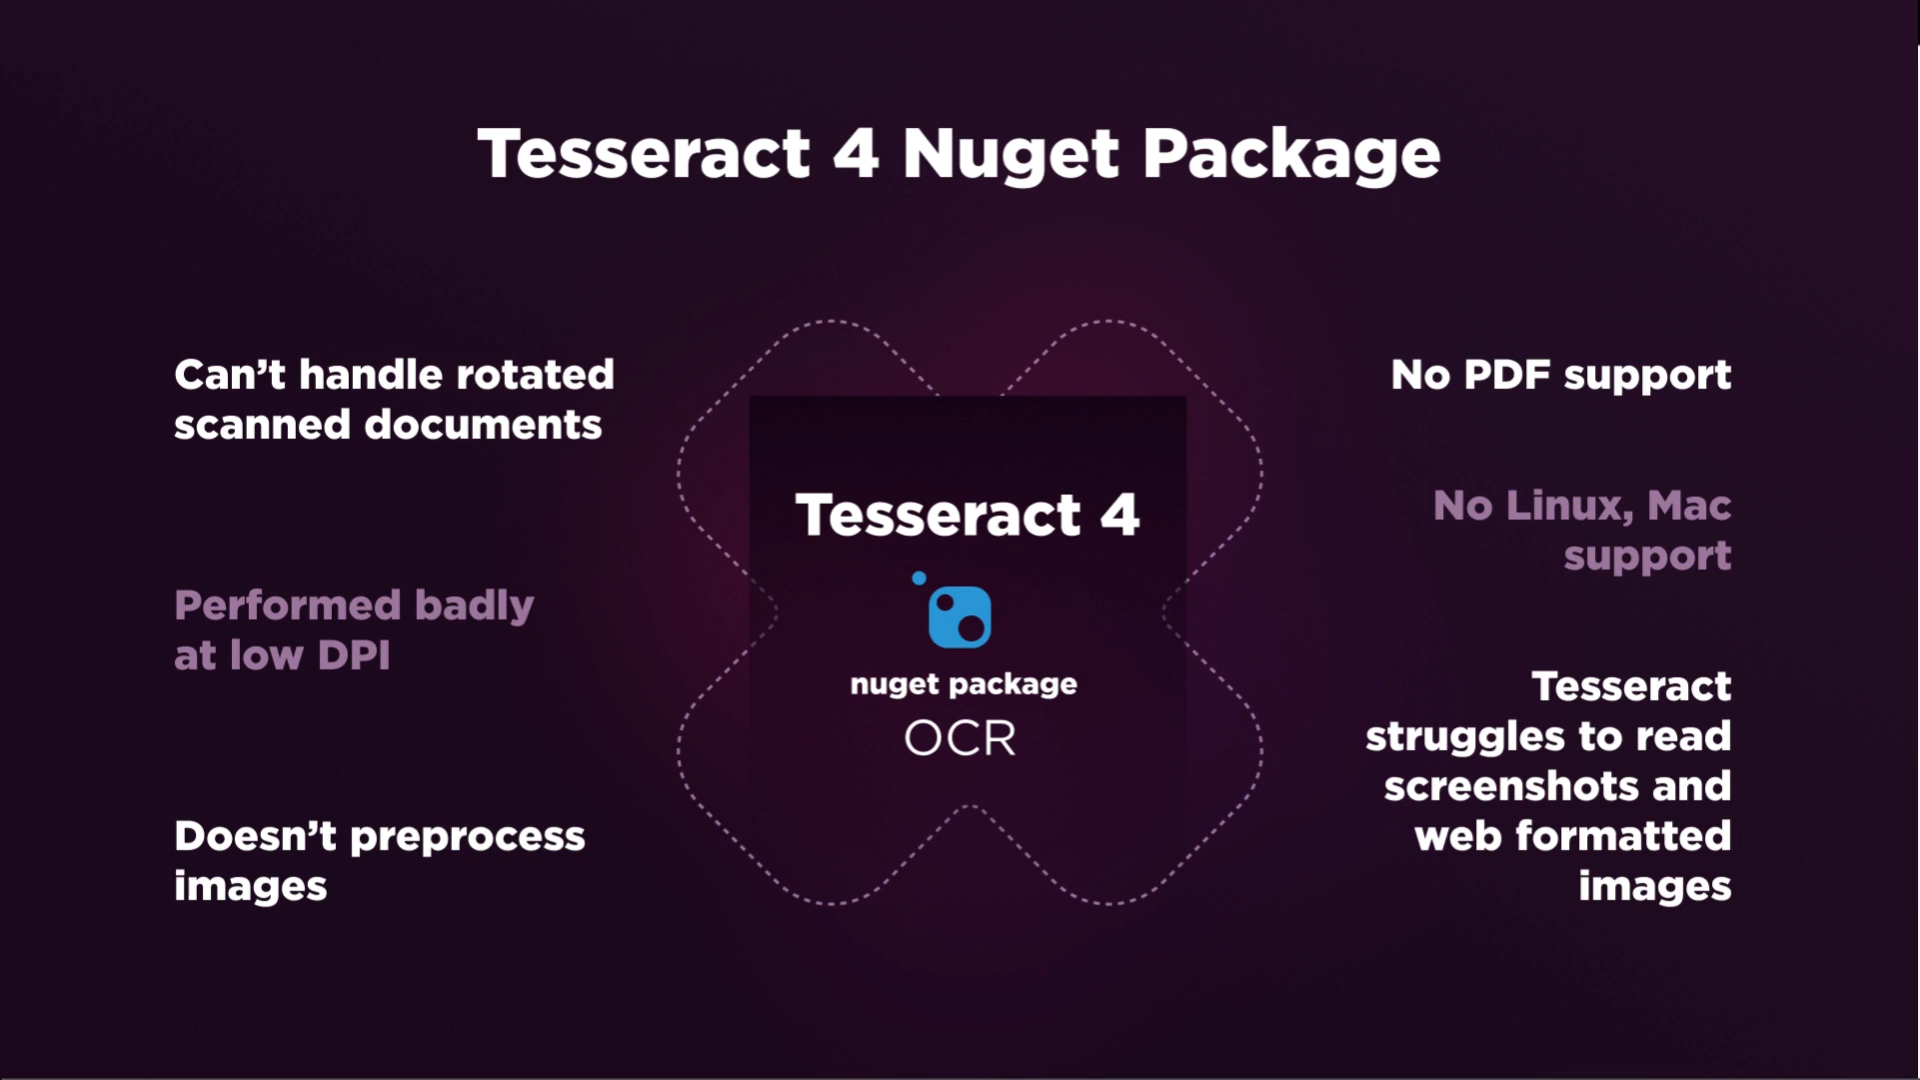 Tesseract 4 Nuget Package
Can’t handle rotated
scanned documents
Performed badly
at low DPI
Doesn’t preprocess
images
Tesseract 4
nuget package
OCR
No PDF support
No Linux, Mac
support
Tesseract
struggles to read
screenshots and
web formatted
images